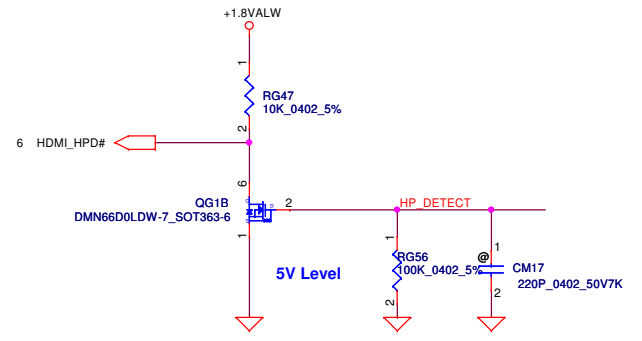 +1.8VALW
1
RG47
10K_0402_5%
2
6 HDMI_HPD#
6
QG1B
DMN66D0LDW-7_SOT363-6
2
HP_DETECT
1
5V Level
1
RG56
100K_0402_5%
2
@
1
CM17
220P_0402_50V7K
2